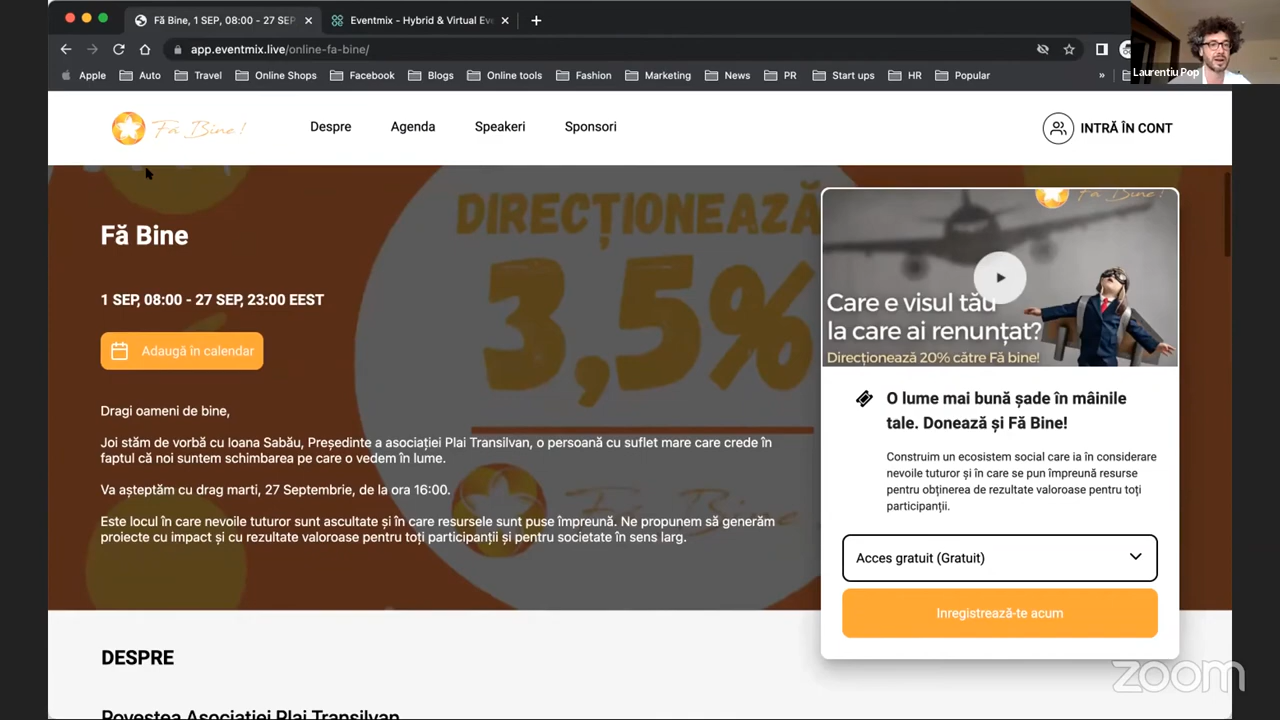 Fă Bine, 1 SEP, 08:00 - 27 SEP
Eventmix - Hybrid & Virtual Eve
app.eventmix.live/online-fa-bine/
Apple Auto Travel Online Shops Facebook Blogs Online tools Fashion Marketing News PR Start ups HR Popular »
Laurentiu Pop
Fă Bine!
Despre Agenda Speakeri Sponsori
INTRĂ ÎN CONT
DIRECȚIONEAZĂ
3,5%
Fă Bine
1 SEP, 08:00 - 27 SEP, 23:00 EEST
Adaugă în calendar
Dragi oameni de bine,
Joi stăm de vorbă cu Ioana Sabău, Președinte a asociației Plai Transilvan, o persoană cu suflet mare care crede în
faptul că noi suntem schimbarea pe care o vedem în lume.
Va așteptăm cu drag marti, 27 Septembrie, de la ora 16:00.
Este locul în care nevoile tuturor sunt ascultate și în care resursele sunt puse împreună. Ne propunem să generăm
proiecte cu impact și cu rezultate valoroase pentru toți participanții și pentru societate în sens larg.
Fă Bine!
Care e visul tău
la care ai renunțat?
Direcționează 20% către Fă bine!
O lume mai bună șade în mâinile
tale. Donează și Fă Bine!
Construim un ecosistem social care ia în considerare
nevoile tuturor și în care se pun împreună resurse
pentru obținerea de rezultate valoroase pentru toți
participanții.
Acces gratuit (Gratuit)
Inregistrează-te acum
DESPRE
Povestea Asociației Plai Transilvan
zoom